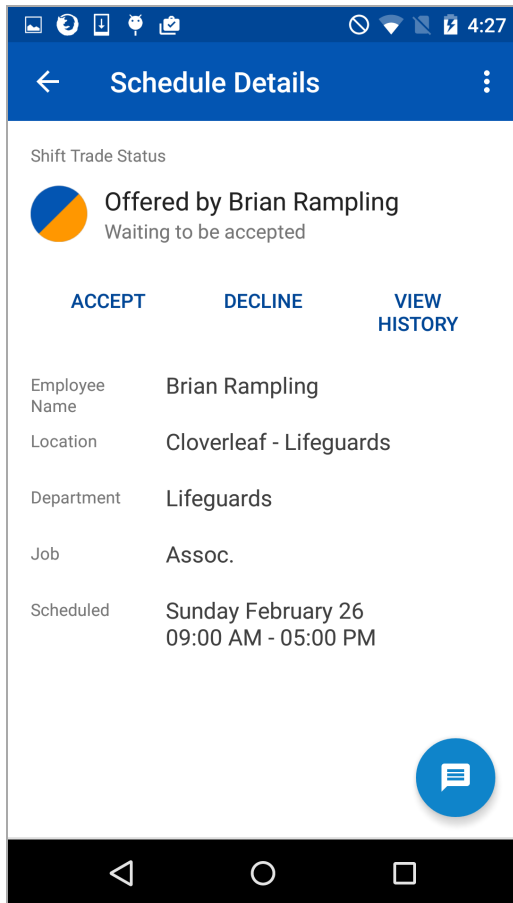 4:27
Schedule Details
Shift Trade Status
Offered by Brian Rampling
Waiting to be accepted
ACCEPT DECLINE VIEW
HISTORY
Employee Brian Rampling
Name
Location Cloverleaf - Lifeguards
Department Lifeguards
Job Assoc.
Scheduled Sunday February 26
09:00 AM - 05:00 PM